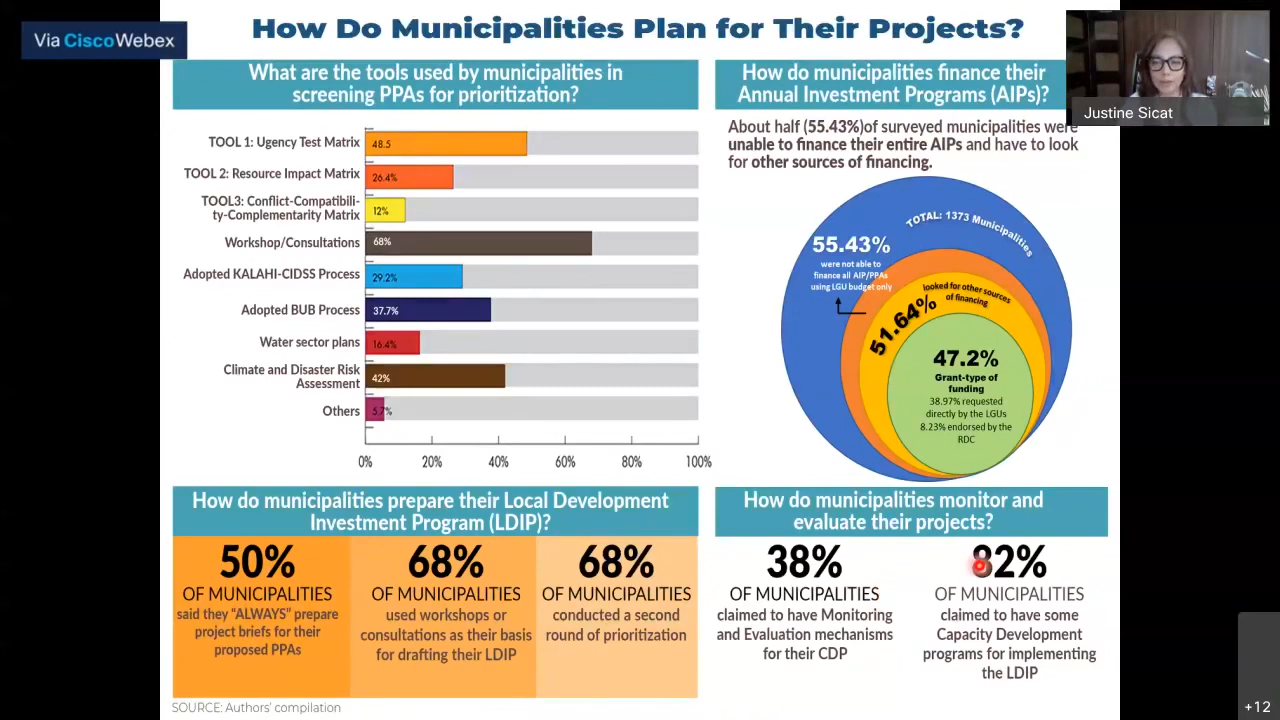 How Do Municipalities Plan for Their Projects?
Via CiscoWebex
Justine Sicat
What are the tools used by municipalities in
screening PPAs for prioritization?
TOOL 1: Ugency Test Matrix
48.5
TOOL 2: Resource Impact Matrix
26.4%
TOOL3: Conflict-Compatibili-
ty-Complementarity Matrix
12%
Workshop/Consultations
68%
Adopted KALAHI-CIDSS Process
29.2%
Adopted BUB Process
37.7%
Water sector plans
16.4%
Climate and Disaster Risk
Assessment
42%
Others
5.7%
0% 20% 40% 60% 80% 100%
How do municipalities finance their
Annual Investment Programs (AIPs)?
About half (55.43%)of surveyed municipalities were
unable to finance their entire AIPs and have to look
for other sources of financing.
TOTAL: 1373 Municipalities
55.43%
were not able to
finance all AIP/PPAs
using LGU budget only
51.64%
looked for other sources
of financing
47.2%
Grant-type of
funding
38.97% requested
directly by the LGUs
8.23% endorsed by the
RDC
How do municipalities prepare their Local Development
Investment Program (LDIP)?
50%
OF MUNICIPALITIES
said they “ALWAYS” prepare
project briefs for their
proposed PPAs
68%
OF MUNICIPALITIES
used workshops or
consultations as their basis
for drafting their LDIP
68%
OF MUNICIPALITIES
conducted a second
round of prioritization
How do municipalities monitor and
evaluate their projects?
38%
OF MUNICIPALITIES
claimed to have Monitoring
and Evaluation mechanisms
for their CDP
82%
OF MUNICIPALITIES
claimed to have some
Capacity Development
programs for implementing
the LDIP
SOURCE: Authors’ compilation
+12